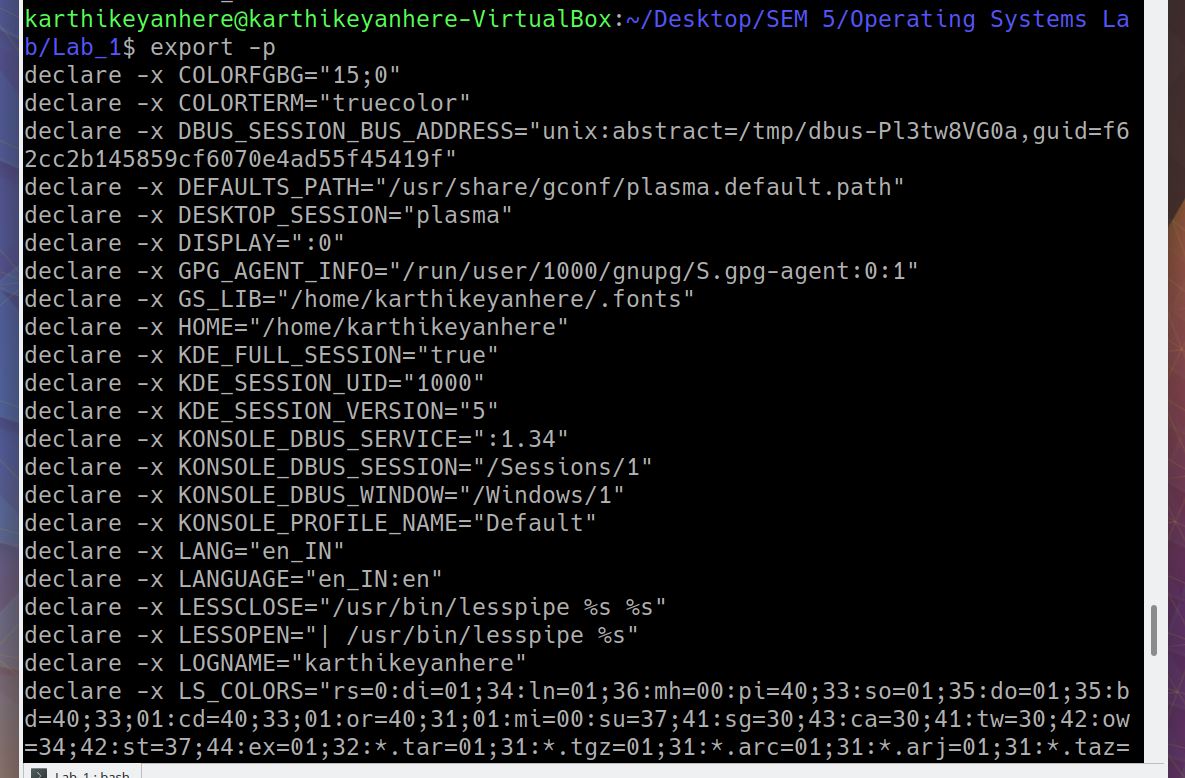 karthikeyanhere@karthikeyanhere-VirtualBox:~/Desktop/SEM 5/Operating Systems La
b/Lab_1$ export -p
declare -x COLORFGBG="15;0"
declare -x COLORTERM="truecolor"
declare -x DBUS_SESSION_BUS_ADDRESS="unix:abstract=/tmp/dbus-Pl3tw8VG0a,guid=f6
2cc2b145859cf6070e4ad55f45419f"
declare -x DEFAULTS_PATH="/usr/share/gconf/plasma.default.path"
declare -x DESKTOP_SESSION="plasma"
declare -x DISPLAY=":0"
declare -x GPG_AGENT_INFO="/run/user/1000/gnupg/S.gpg-agent:0:1"
declare -x GS_LIB="/home/karthikeyanhere/.fonts"
declare -x HOME="/home/karthikeyanhere"
declare -x KDE_FULL_SESSION="true"
declare -x KDE_SESSION_UID="1000"
declare -x KDE_SESSION_VERSION="5"
declare -x KONSOLE_DBUS_SERVICE=":1.34"
declare -x KONSOLE_DBUS_SESSION="/Sessions/1"
declare -x KONSOLE_DBUS_WINDOW="/Windows/1"
declare -x KONSOLE_PROFILE_NAME="Default"
declare -x LANG="en_IN"
declare -x LANGUAGE="en_IN:en"
declare -x LESSCLOSE="/usr/bin/lesspipe %s %s"
declare -x LESSOPEN="| /usr/bin/lesspipe %s"
declare -x LOGNAME="karthikeyanhere"
declare -x LS_COLORS="rs=0:di=01;34:ln=01;36:mh=00:pi=40;33:so=01;35:do=01;35:b
d=40;33;01:cd=40;33;01:or=40;31;01:mi=00:su=37;41:sg=30;43:ca=30;41:tw=30;42:ow
=34;42:st=37;44:ex=01;32:*.tar=01;31:*.tgz=01;31:*.arc=01;31:*.arj=01;31:*.taz=
Lab_1 : bash